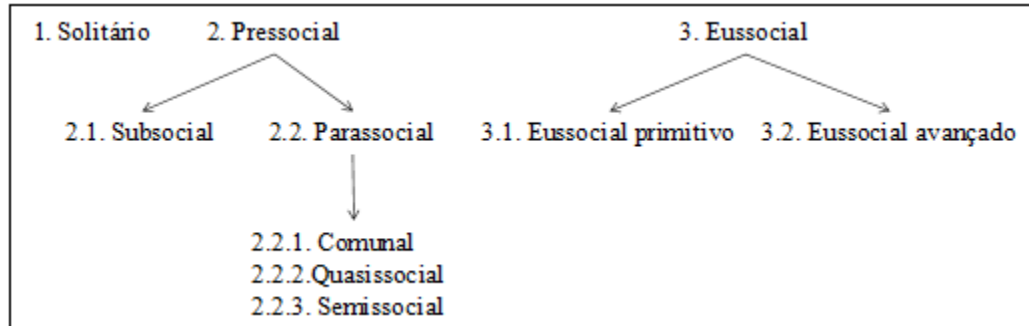 1. Solitário 2. Pressocial 3. Eussocial
2.1. Subsocial 2.2. Parassocial 3.1. Eussocial primitivo 3.2. Eussocial avançado
2.2.1. Comunal
2.2.2.Quasissocial
2.2.3. Semissocial